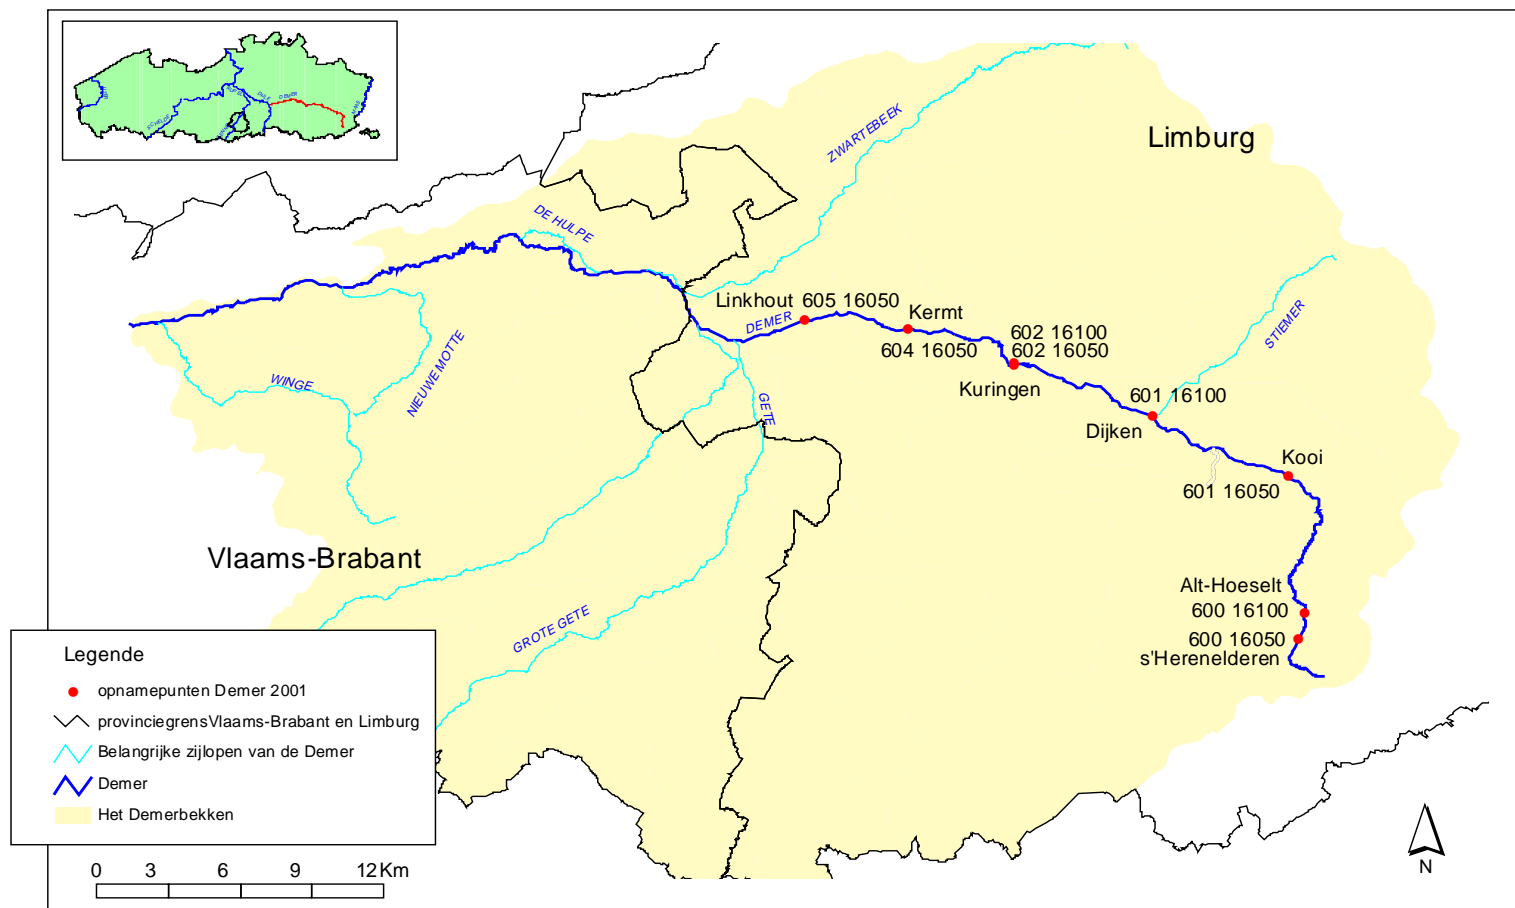 SCHELDE
DIJLE
DEMER
Limburg
ZWARTEBEEK
DE HULPE
STIEMER
Linkhout 605 16050
DEMER
Kermt
604 16050
602 16100
602 16050
Kuringen
WINGE
NIEUWE MOTTE
GETE
601 16100
Dijken
Kooi
601 16050
Vlaams-Brabant
Alt-Hoeselt
600 16100
600 16050
s'Herenelderen
GROTE GETE
Legende
opnamepunten Demer 2001
provinciegrensVlaams-Brabant en Limburg
Belangrijke zijlopen van de Demer
Demer
Het Demerbekken
0 3 6 9 12Km
N